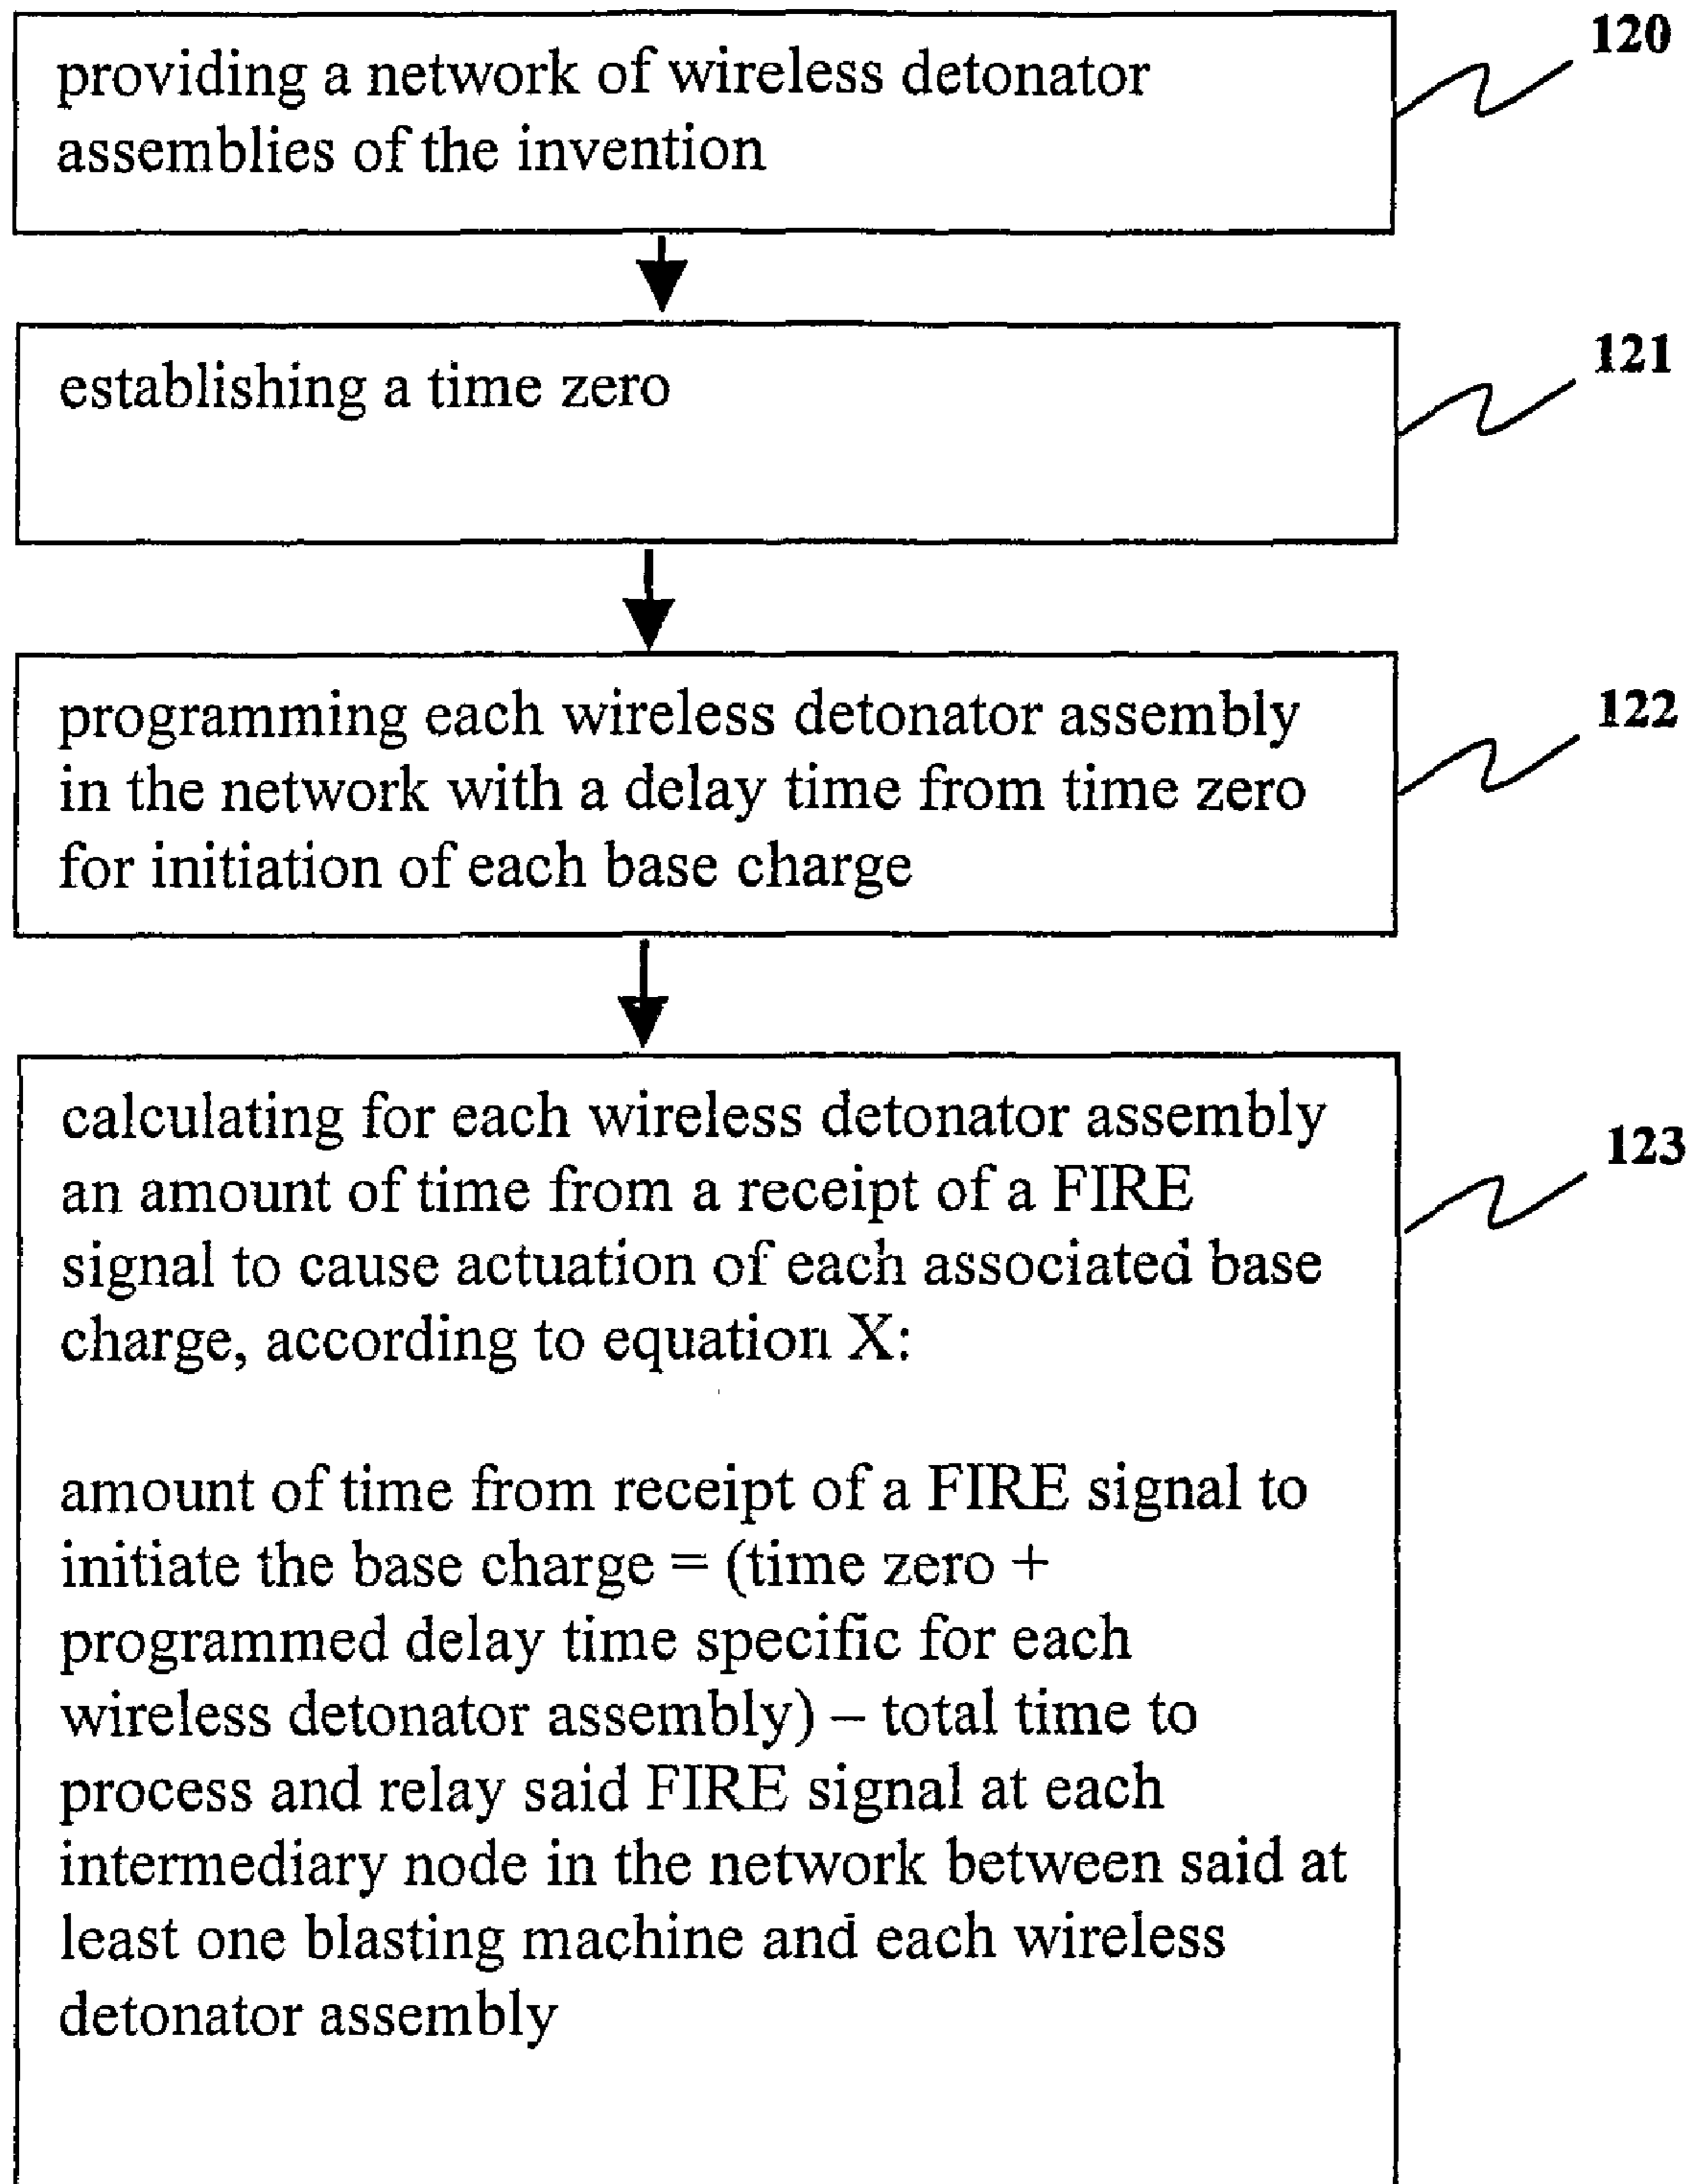 120
providing a network of wireless detonator
assemblies of the invention
121
establishing a time zero
122
programming each wireless detonator assembly
in the network with a delay time from time zero
for initiation of each base charge
123
calculating for each wireless detonator assembly
an amount of time from a receipt of a FIRE
signal to cause actuation of each associated base
charge, according to equation X:
amount of time from receipt of a FIRE signal to
initiate the base charge = (time zero +
programmed delay time specific for each
wireless detonator assembly) – total time to
process and relay said FIRE signal at each
intermediary node in the network between said at
least one blasting machine and each wireless
detonator assembly